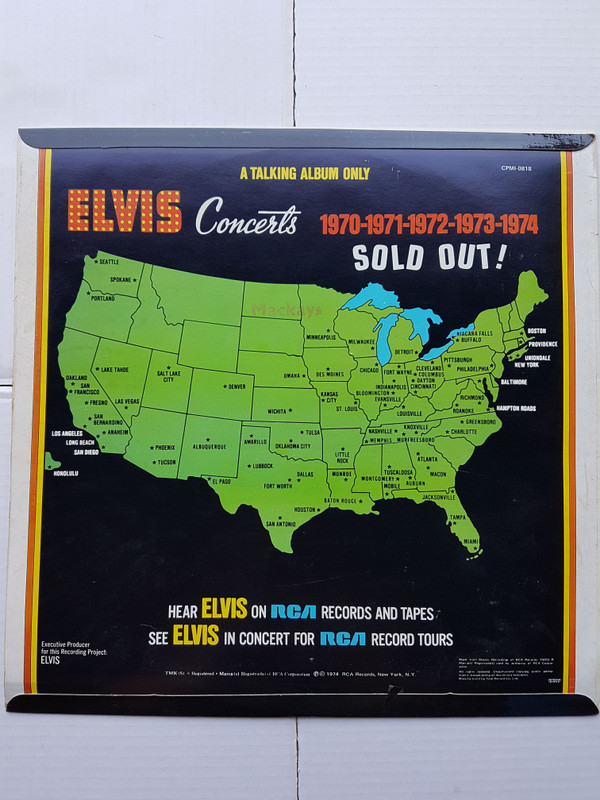 A TALKING ALBUM ONLY
CPM1-0818
ELVIS Concerts 1970-1971-1972-1973-1974
SOLD OUT!
Mackays
SEATTLE
SPOKANE
PORTLAND
LAKE TAHOE
OAKLAND
SAN FRANCISCO
FRESNO
LAS VEGAS
SAN BERNARDINO
LOS ANGELES
ANAHEIM
LONG BEACH
SAN DIEGO
HONOLULU
SALT LAKE CITY
DENVER
PHOENIX
TUCSON
ALBUQUERQUE
EL PASO
AMARILLO
LUBBOCK
WICHITA
TULSA
OKLAHOMA CITY
DALLAS
FORT WORTH
HOUSTON
SAN ANTONIO
MINNEAPOLIS
OMAHA
DES MOINES
KANSAS CITY
ST. LOUIS
MILWAUKEE
CHICAGO
DETROIT
FORT WAYNE
INDIANAPOLIS
BLOOMINGTON
EVANSVILLE
CLEVELAND
COLUMBUS
DAYTON
CINCINNATI
LOUISVILLE
NIAGARA FALLS
BUFFALO
PITTSBURGH
PHILADELPHIA
BOSTON
PROVIDENCE
UNIONDALE
NEW YORK
BALTIMORE
HAMPTON ROADS
RICHMOND
ROANOKE
GREENSBORO
CHARLOTTE
NASHVILLE
KNOXVILLE
MEMPHIS
MURFREESBORO
LITTLE ROCK
MONROE
BATON ROUGE
ATLANTA
MACON
TUSCALOOSA
MONTGOMERY
AUBURN
MOBILE
JACKSONVILLE
TAMPA
MIAMI
HEAR ELVIS ON RCA RECORDS AND TAPES
SEE ELVIS IN CONCERT FOR RCA RECORD TOURS
Executive Producer
for this Recording Project:
ELVIS
TMK(S) ® Registered • Marca(s) Registrada(s) RCA Corporation ℗© 1974 RCA Records, New York, N.Y.